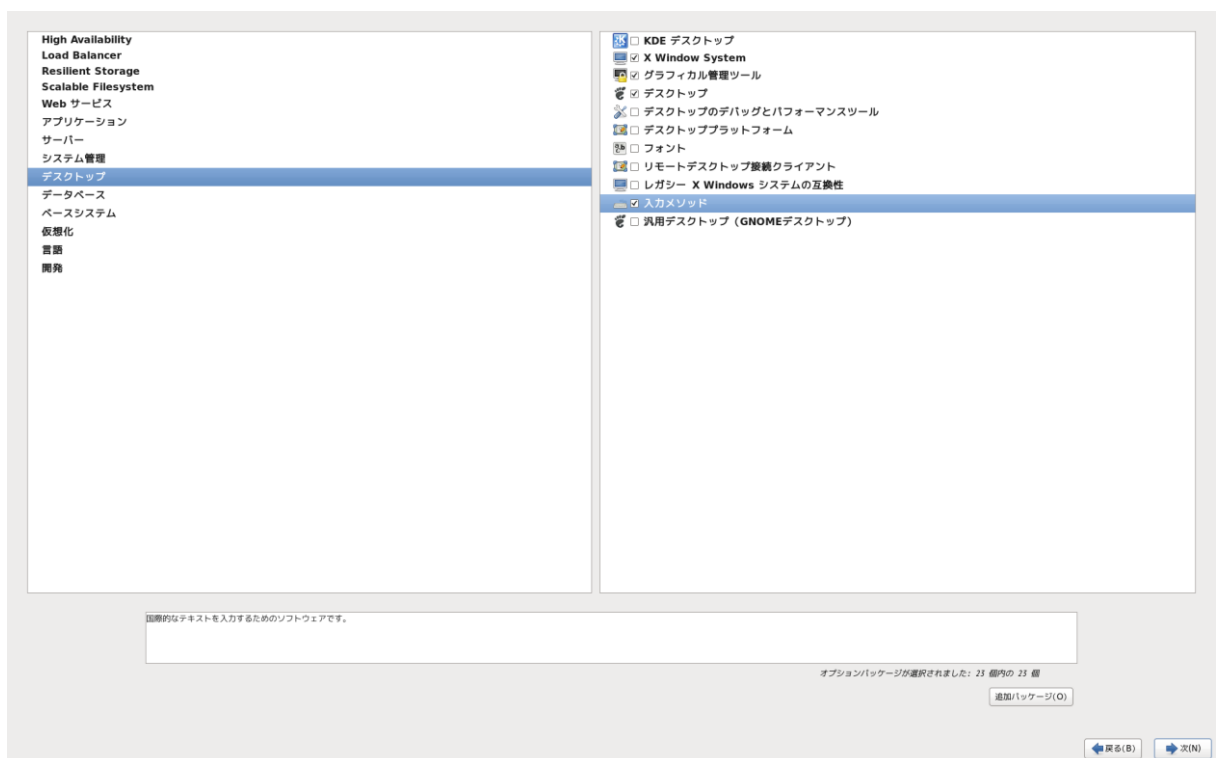 High Availability
Load Balancer
Resilient Storage
Scalable Filesystem
Web サービス
アプリケーション
サーバー
システム管理
デスクトップ
データベース
ベースシステム
仮想化
言語
開発
KDE デスクトップ
X Window System
グラフィカル管理ツール
デスクトップ
デスクトップのデバッグとパフォーマンスツール
デスクトッププラットフォーム
フォント
リモートデスクトップ接続クライアント
レガシー X Windows システムの互換性
入力メソッド
汎用デスクトップ（GNOMEデスクトップ）
国際的なテキストを入力するためのソフトウェアです。
オプションパッケージが選択されました: 23 個内の 23 個
追加パッケージ(O)
戻る(B)
次(N)